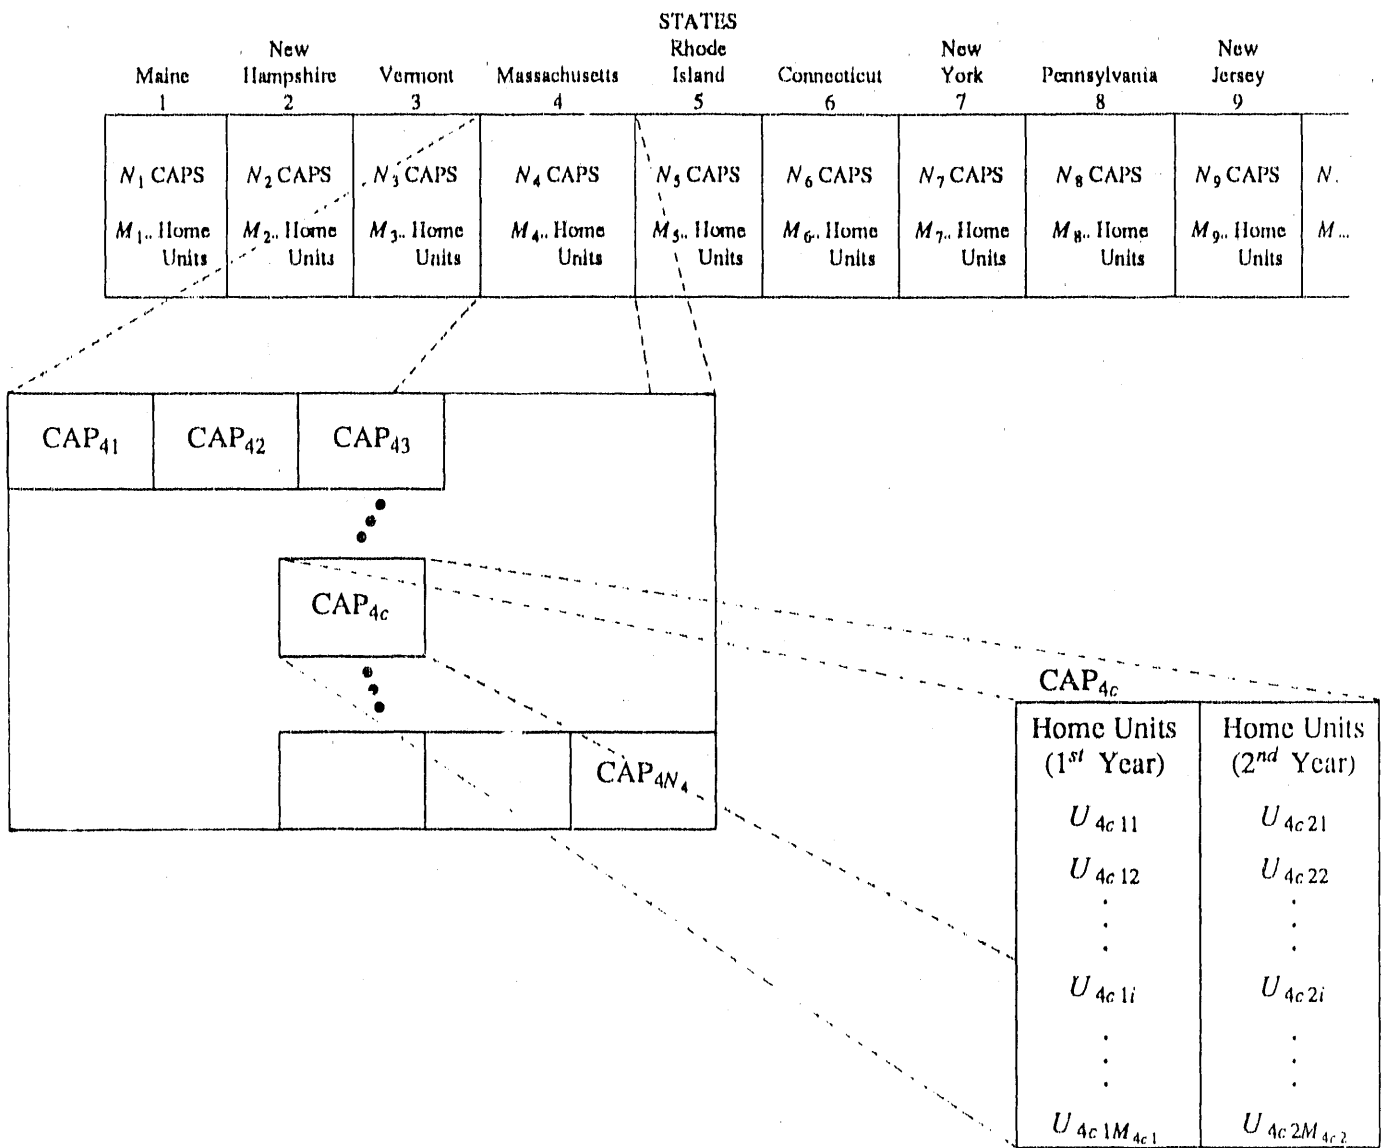 STATES
New Rhode New New
Maine Hampshire Vermont Massachusetts Island Connecticut York Pennsylvania Jersey
1 2 3 4 5 6 7 8 9
N₁ CAPS N₂ CAPS N₃ CAPS N₄ CAPS N₅ CAPS N₆ CAPS N₇ CAPS N₈ CAPS N₉ CAPS N.
M₁.. Home M₂.. Home M₃.. Home M₄.. Home M₅.. Home M₆.. Home M₇.. Home M₈.. Home M₉.. Home M...
Units Units Units Units Units Units Units Units Units
CAP₄₁ CAP₄₂ CAP₄₃
CAP4c
CAP4N₄
CAP4c
Home Units Home Units
(1st Year) (2nd Year)
U4c11 U4c21
U4c12 U4c22
U4c1i U4c2i
U4c1M4c1 U4c2M4c2